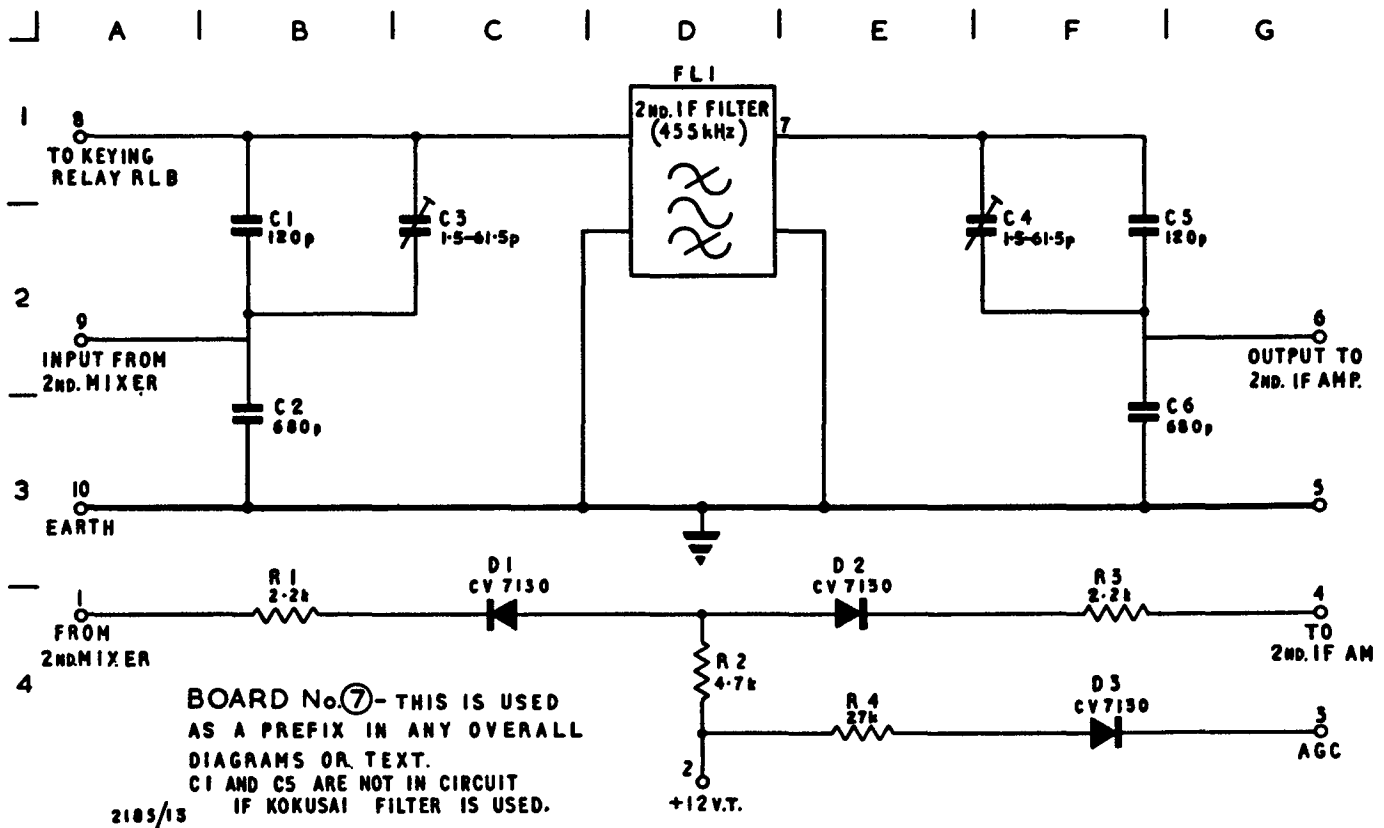 A B C D E F G
FL1
1
8
2ND. IF FILTER
(455kHz)
7
TO KEYING
RELAY RLB
C1
120p
C3
1·5-61·5p
C4
1·5-61·5p
C5
120p
2
9
6
INPUT FROM
2ND. MIXER
OUTPUT TO
2ND. IF AMP.
C2
680p
C6
680p
3
10
5
EARTH
R1
2·2k
D1
CV 7130
D2
CV 7130
R3
2·2k
1
4
FROM
2ND. MIXER
TO
2ND. IF AM
4
R2
4·7k
R4
27k
D3
CV 7130
3
AGC
2
+12V.T.
BOARD No. 7 - THIS IS USED
AS A PREFIX IN ANY OVERALL
DIAGRAMS OR TEXT.
C1 AND C5 ARE NOT IN CIRCUIT
IF KOKUSAI FILTER IS USED.
2185/13